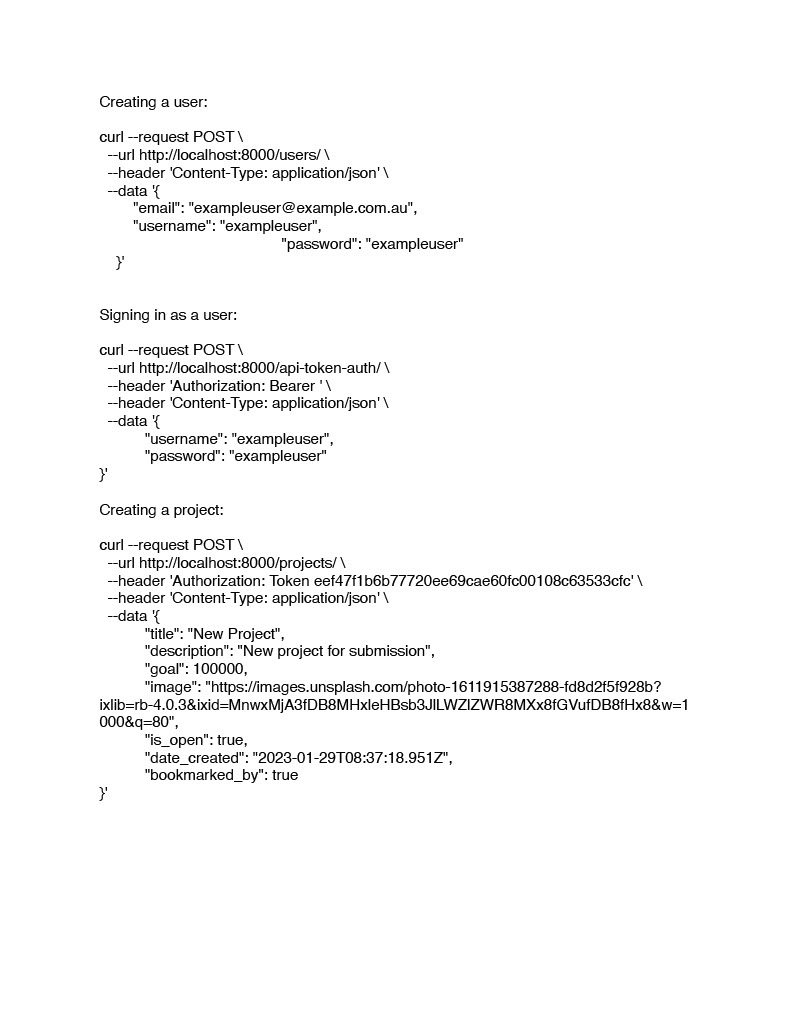 Creating a user:
curl --request POST \
--url http://localhost:8000/users/ \
--header 'Content-Type: application/json' \
--data '{
"email": "exampleuser@example.com.au",
"username": "exampleuser",
"password": "exampleuser"
}'
Signing in as a user:
curl --request POST \
--url http://localhost:8000/api-token-auth/ \
--header 'Authorization: Bearer ' \
--header 'Content-Type: application/json' \
--data '{
"username": "exampleuser",
"password": "exampleuser"
}'
Creating a project:
curl --request POST \
--url http://localhost:8000/projects/ \
--header 'Authorization: Token eef47f1b6b77720ee69cae60fc00108c63533cfc' \
--header 'Content-Type: application/json' \
--data '{
"title": "New Project",
"description": "New project for submission",
"goal": 100000,
"image": "https://images.unsplash.com/photo-1611915387288-fd8d2f5f928b?
ixlib=rb-4.0.3&ixid=MnwxMjA3fDB8MHxleHBsb3JlLWZlZWR8MXx8fGVufDB8fHx8&w=1
000&q=80",
"is_open": true,
"date_created": "2023-01-29T08:37:18.951Z",
"bookmarked_by": true
}'